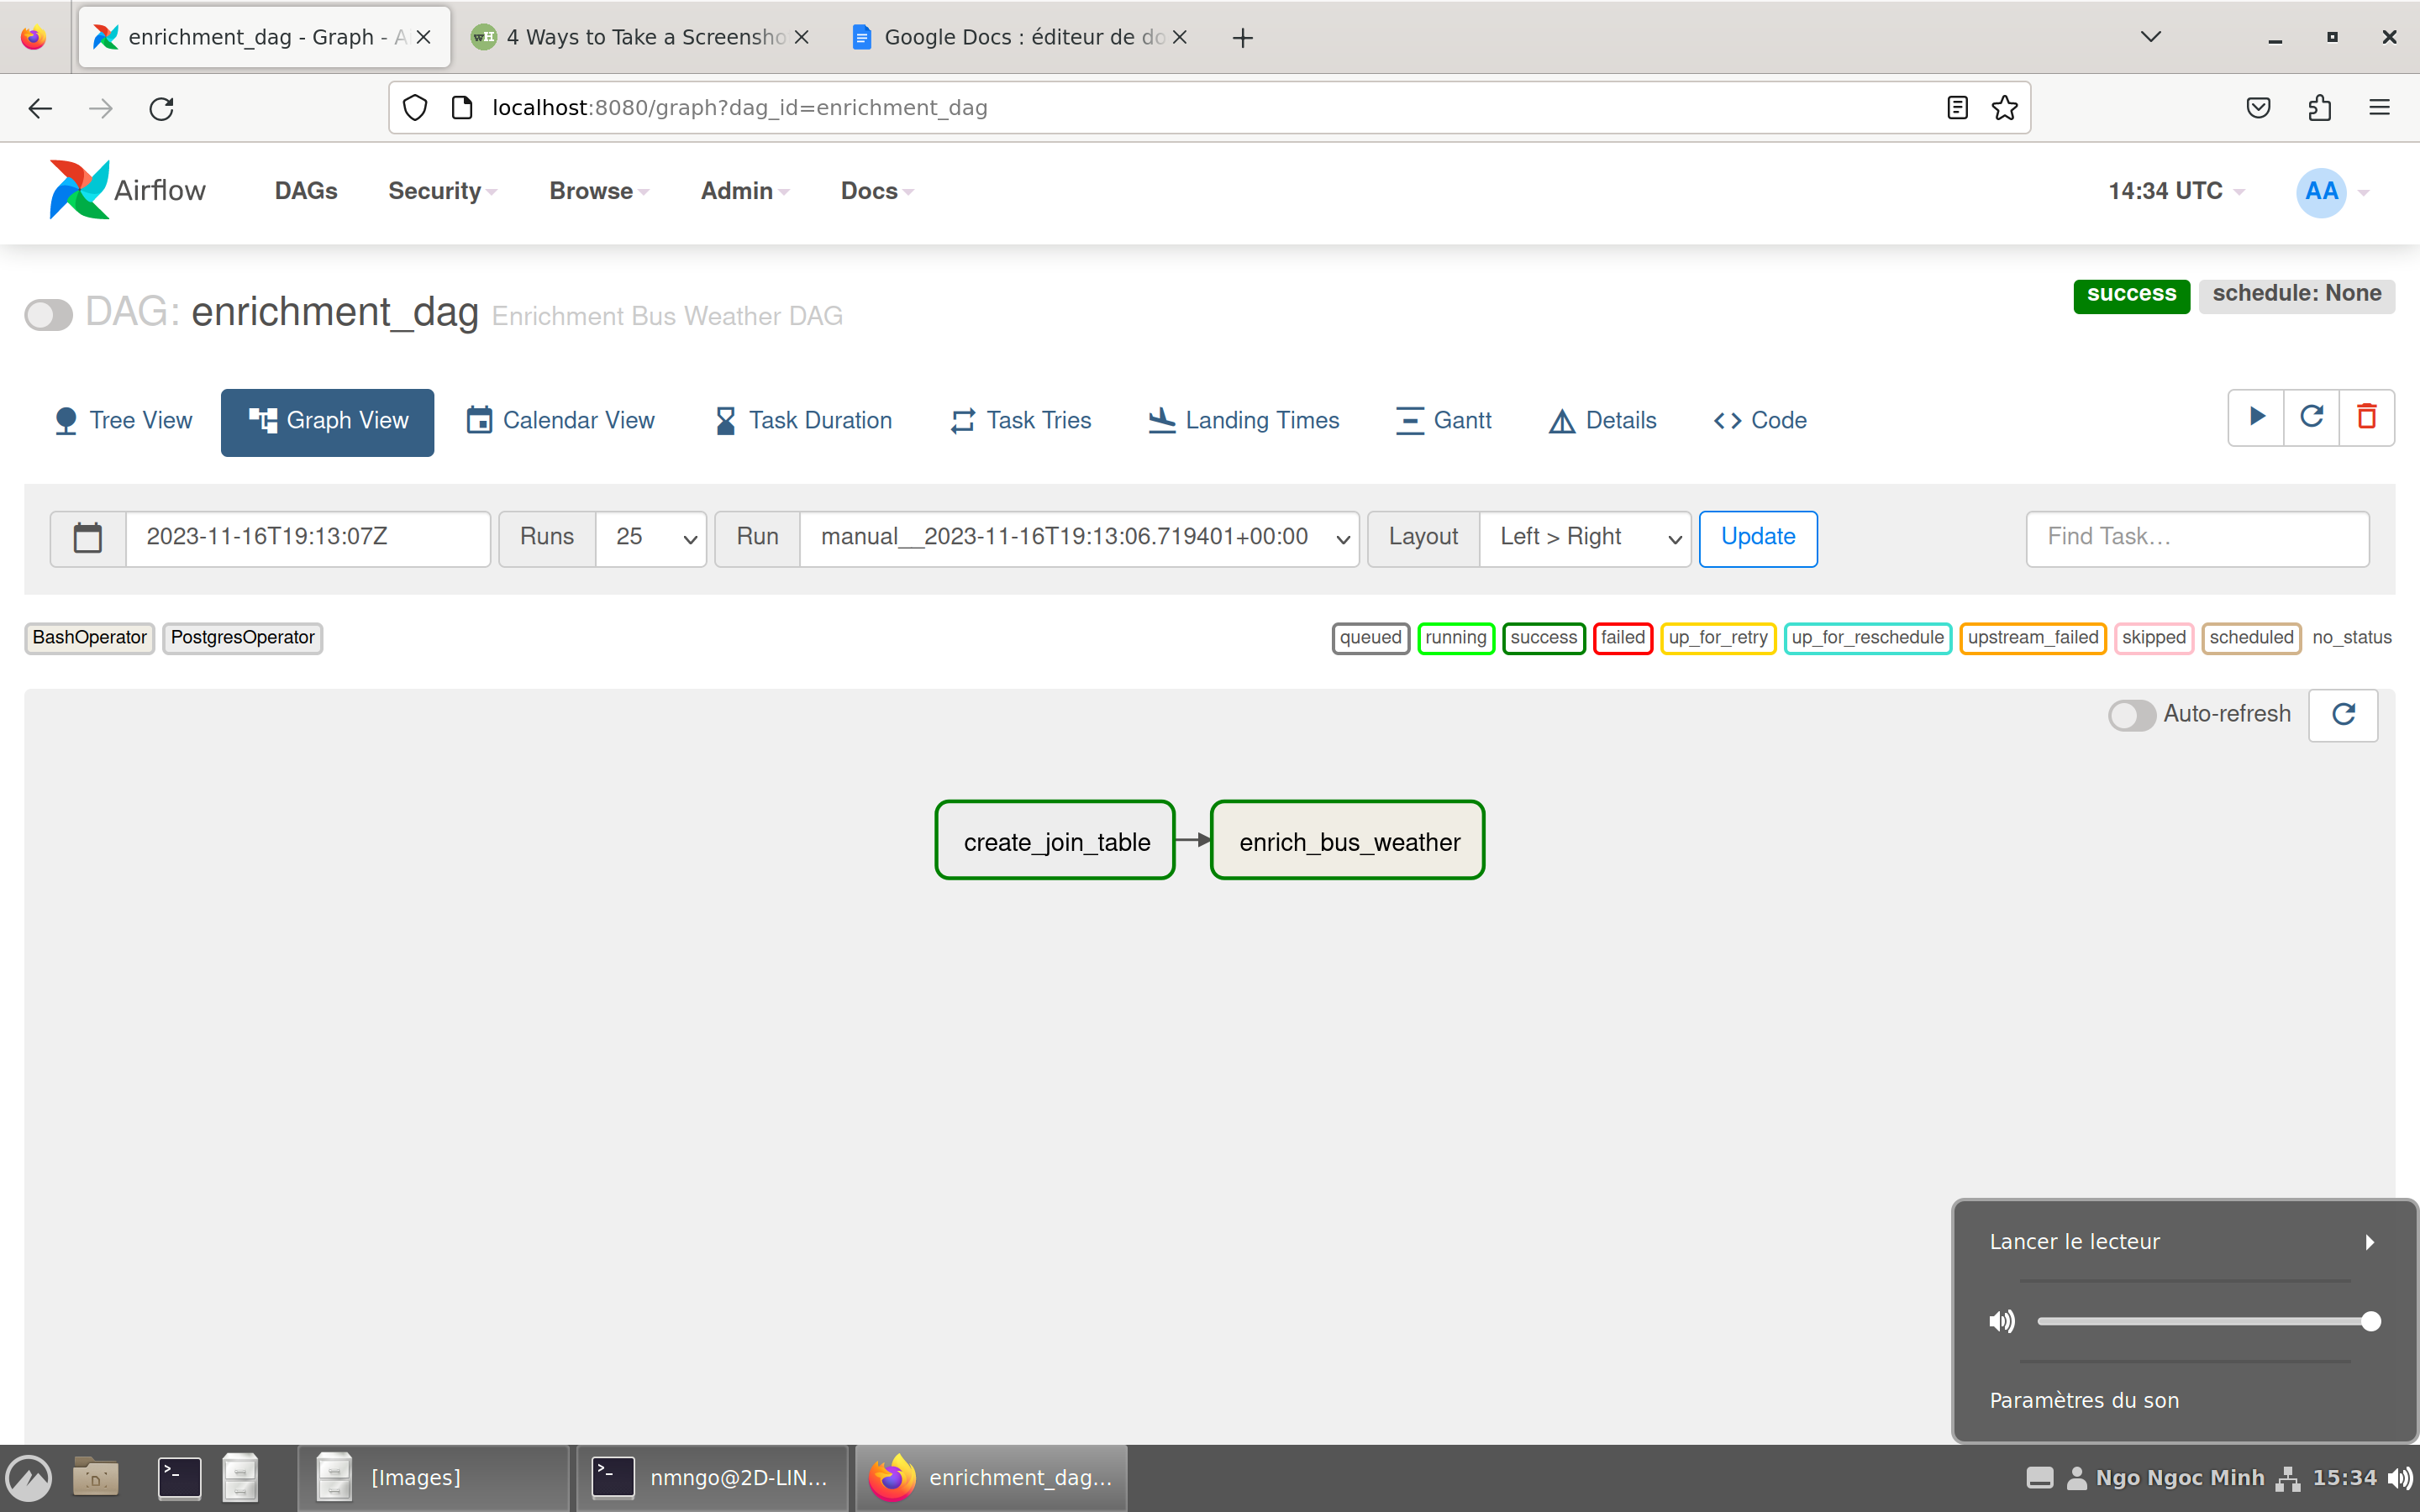 enrichment_dag - Graph - A
4 Ways to Take a Screensho
Google Docs : éditeur de do
localhost:8080/graph?dag_id=enrichment_dag
Airflow DAGs Security Browse Admin Docs 14:34 UTC AA
DAG: enrichment_dag Enrichment Bus Weather DAG success schedule: None
Tree View Graph View Calendar View Task Duration Task Tries Landing Times Gantt Details Code
2023-11-16T19:13:07Z Runs 25 Run manual__2023-11-16T19:13:06.719401+00:00 Layout Left > Right Update Find Task…
BashOperator PostgresOperator queued running success failed up_for_retry up_for_reschedule upstream_failed skipped scheduled no_status
Auto-refresh
create_join_table enrich_bus_weather
Lancer le lecteur
Paramètres du son
[Images] nmngo@2D-LIN... enrichment_dag... Ngo Ngoc Minh 15:34